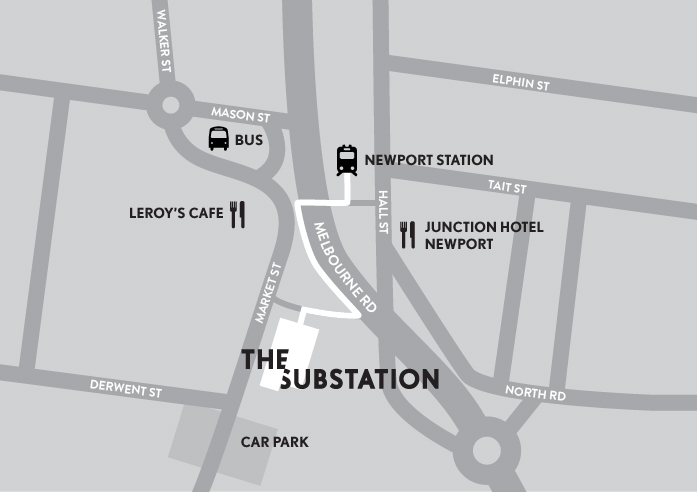 WALKER ST
ELPHIN ST
MASON ST
BUS
NEWPORT STATION
TAIT ST
LEROY'S CAFE
HALL ST
JUNCTION HOTEL
NEWPORT
MELBOURNE RD
MARKET ST
THE
SUBSTATION
DERWENT ST
NORTH RD
CAR PARK